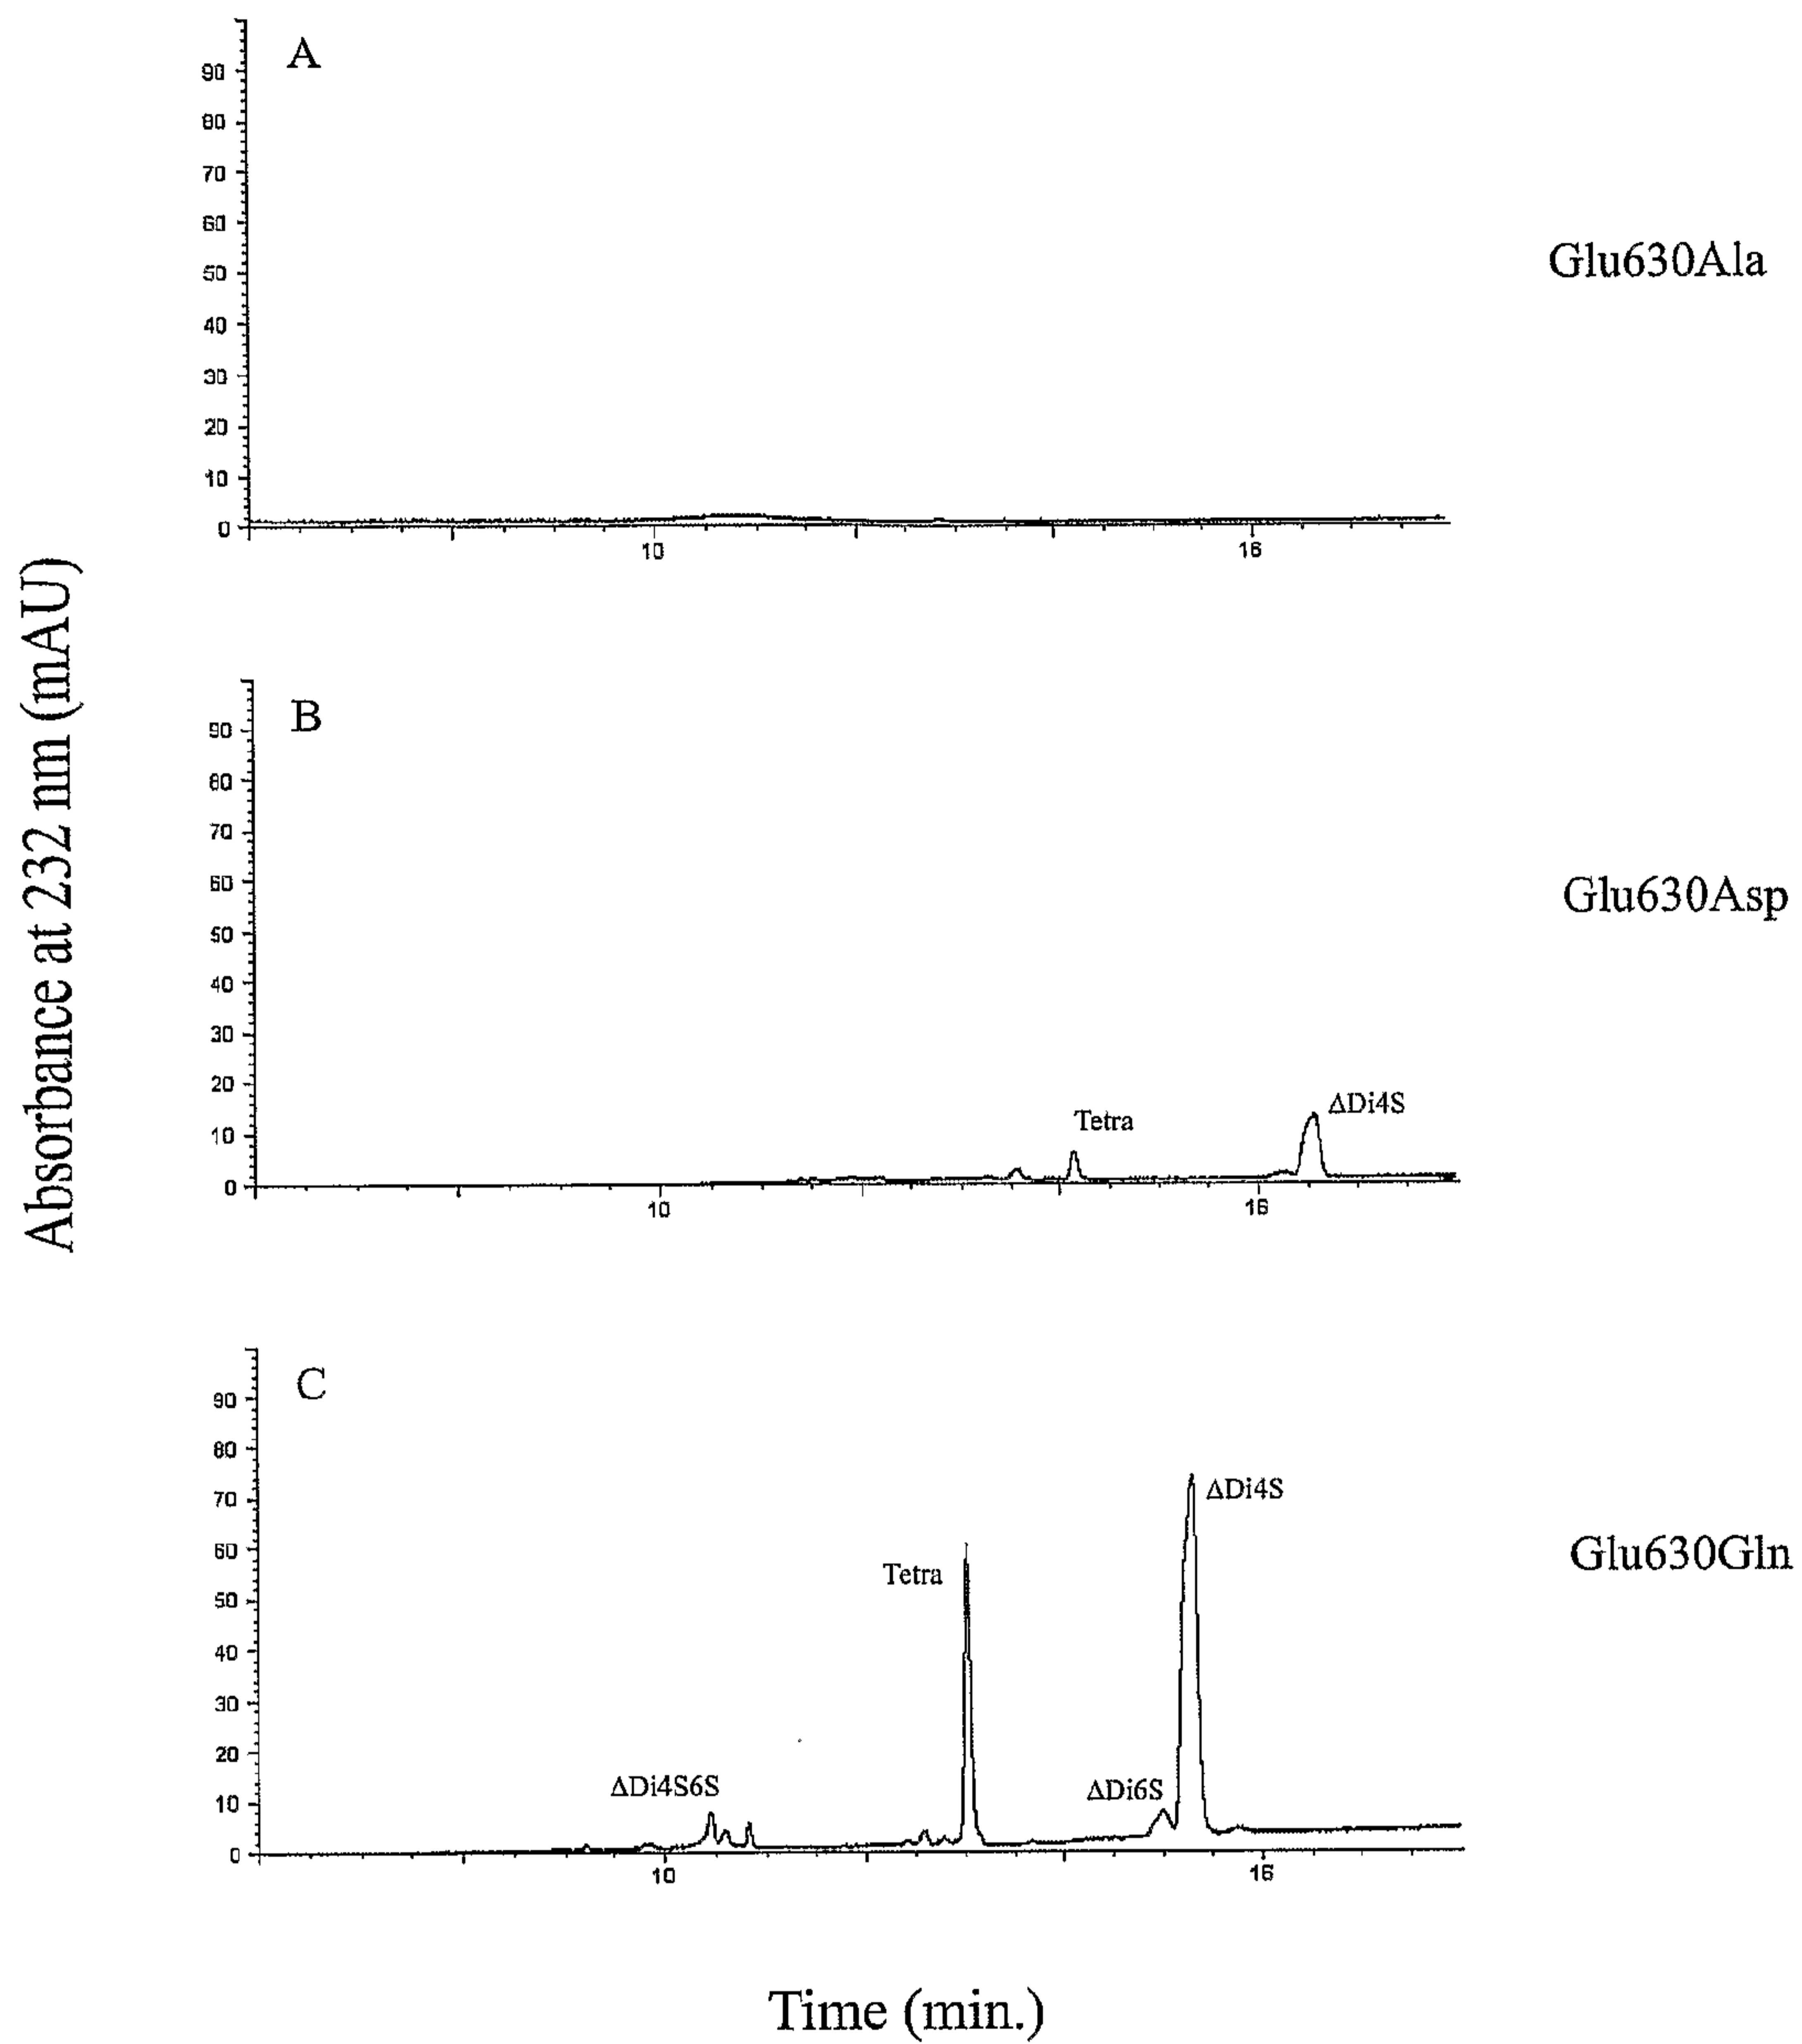 Absorbance at 232 nm (mAU)
A
90
80
70
60
50
40
30
20
10
0
10
16
Glu630Ala
B
90
80
70
60
50
40
30
20
10
0
10
16
Tetra
ΔDi4S
Glu630Asp
C
90
80
70
60
50
40
30
20
10
0
10
16
ΔDi4S6S
Tetra
ΔDi6S
ΔDi4S
Glu630Gln
Time (min.)